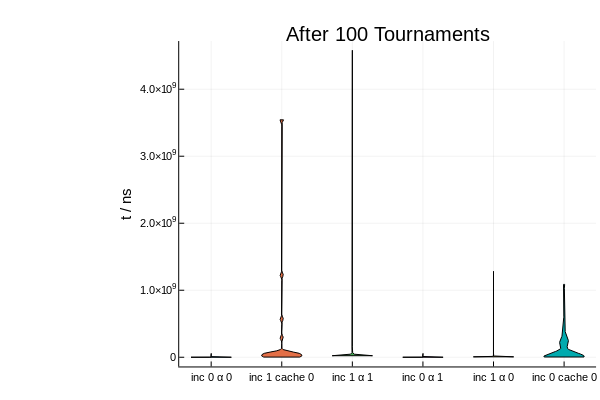 After 100 Tournaments
t / ns
4.0×10⁹
3.0×10⁹
2.0×10⁹
1.0×10⁹
0
inc 0 α 0 inc 1 cache 0 inc 1 α 1 inc 0 α 1 inc 1 α 0 inc 0 cache 0